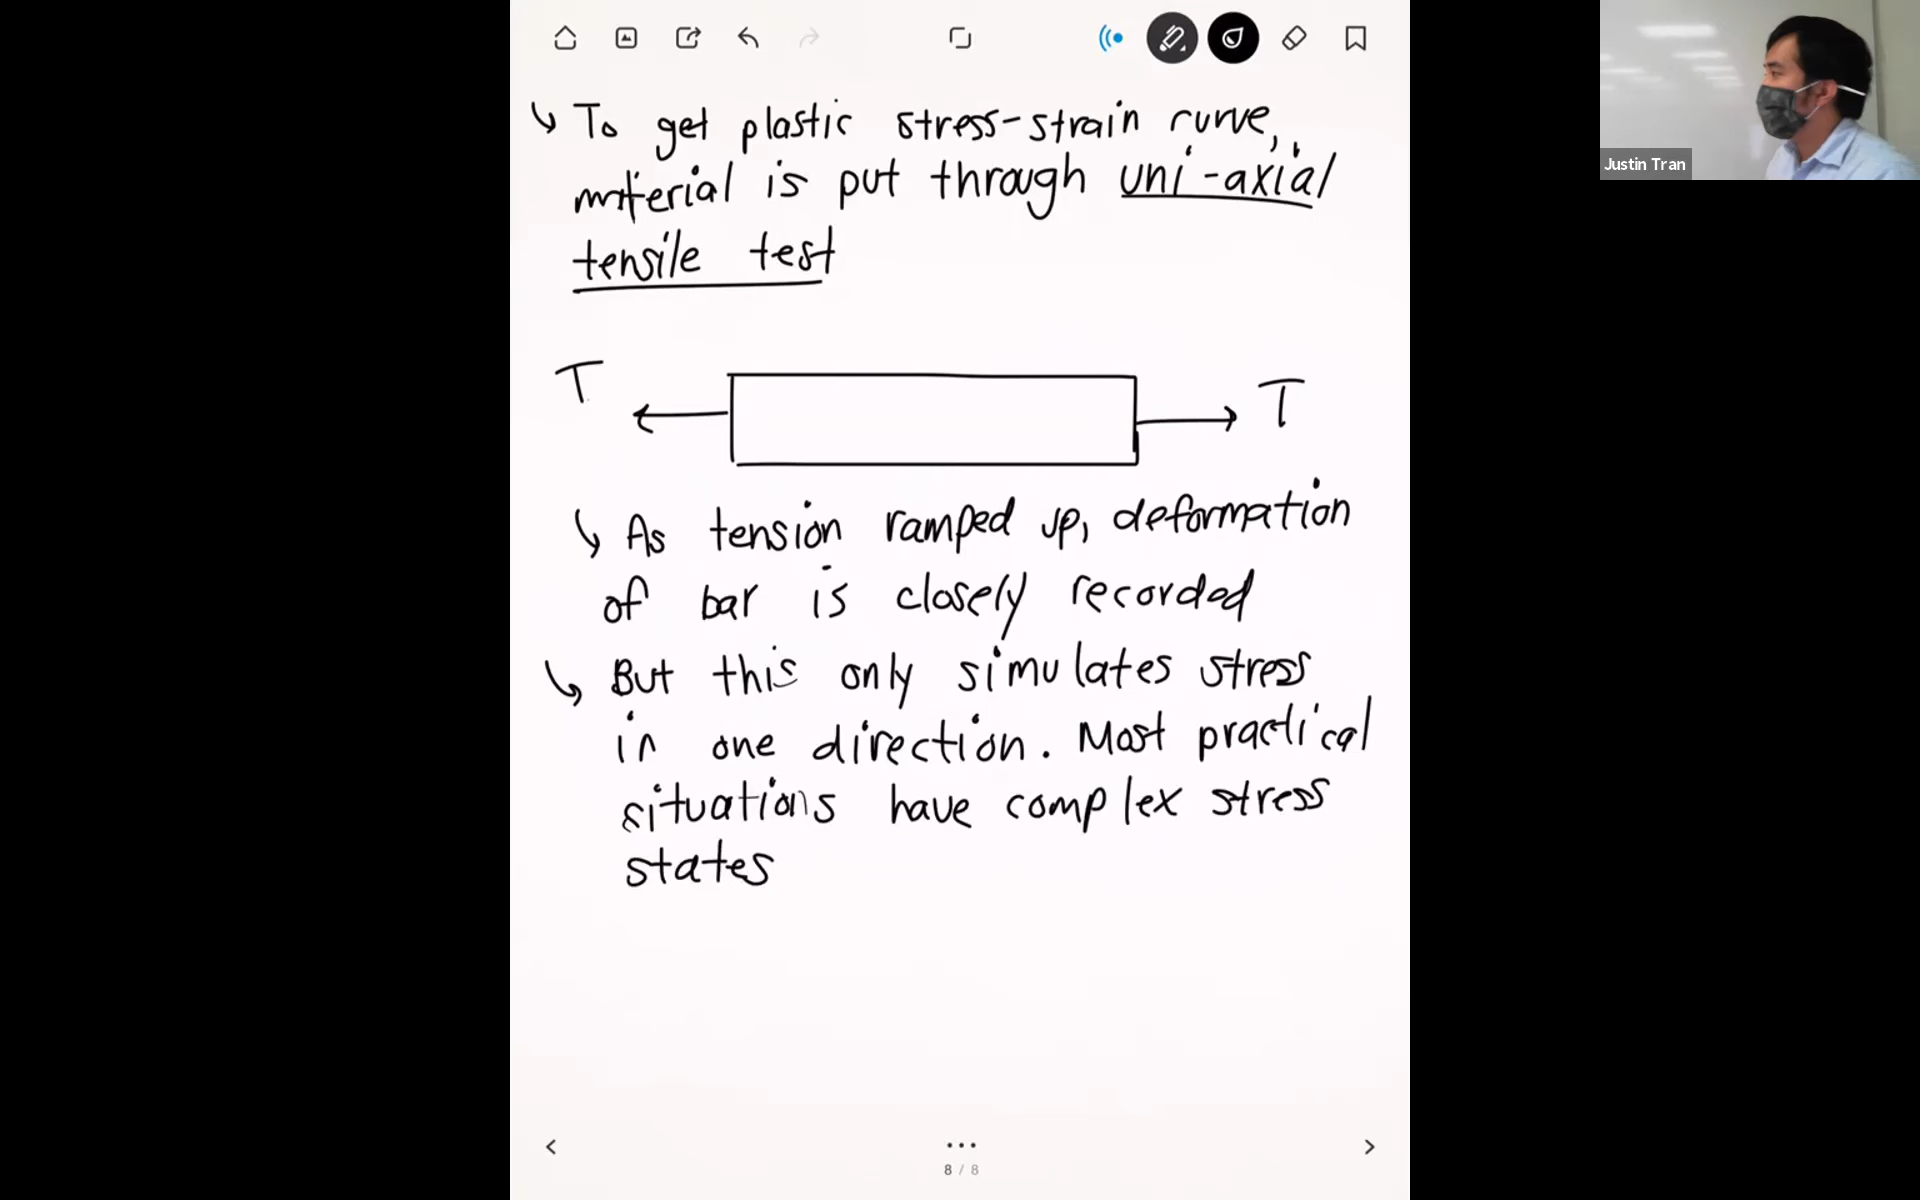 Justin Tran
↳ To get plastic stress-strain curve,
material is put through uni-axial
tensile test
T T
↳ As tension ramped up, deformation
of bar is closely recorded
↳ But this only simulates stress
in one direction. Most practical
situations have complex stress
states
8 / 8